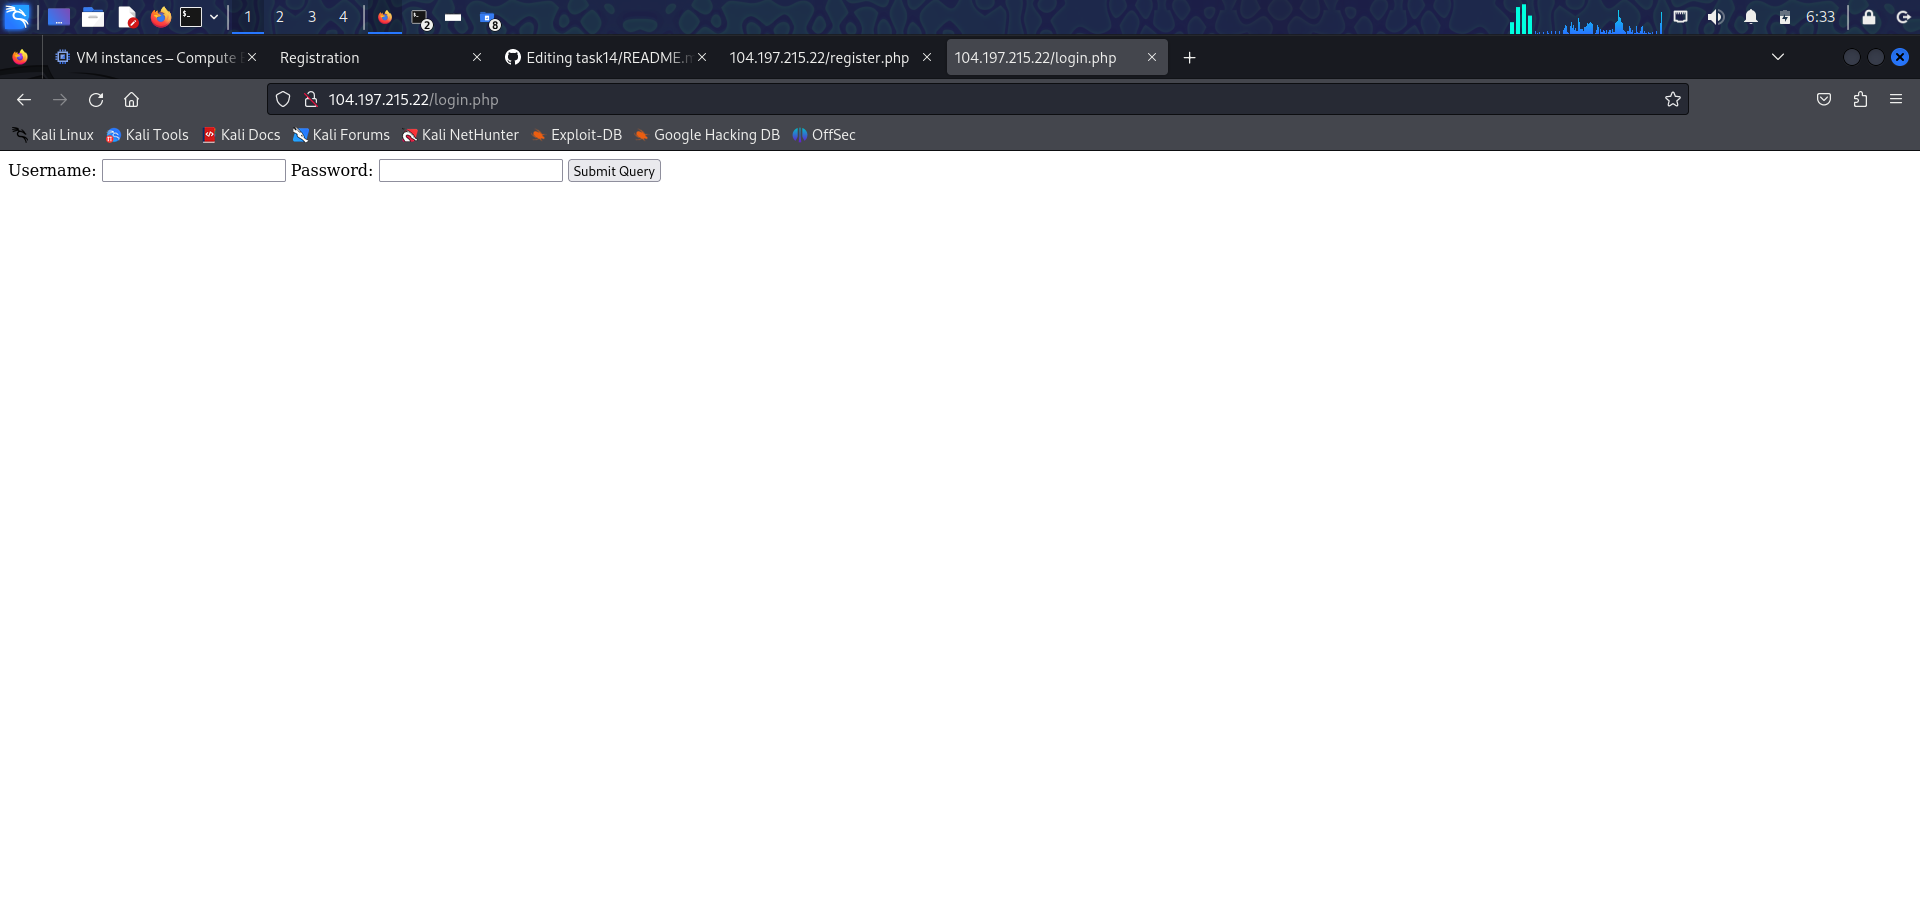 1 2 3 4 2 8 6:33
VM instances – Compute E Registration Editing task14/README.m 104.197.215.22/register.php 104.197.215.22/login.php
104.197.215.22/login.php
Kali Linux Kali Tools Kali Docs Kali Forums Kali NetHunter Exploit-DB Google Hacking DB OffSec
Username: Password: Submit Query